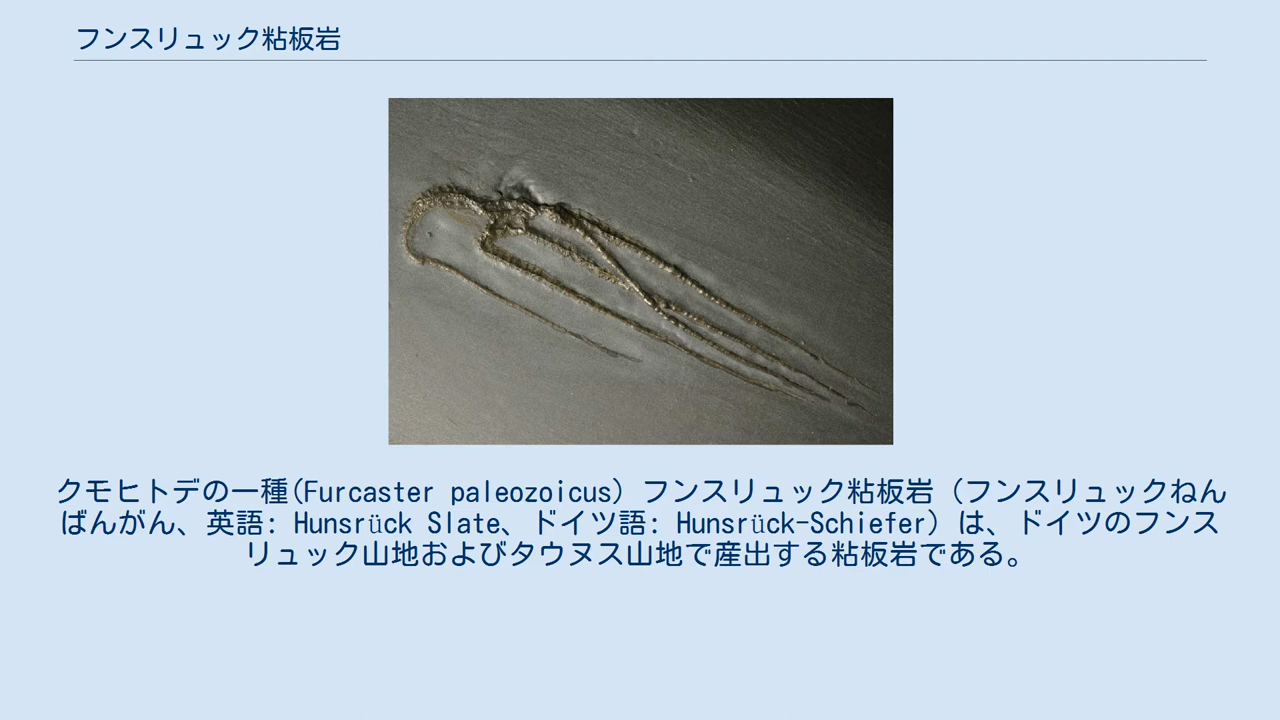 フンスリュック粘板岩
クモヒトデの一種(Furcaster paleozoicus) フンスリュック粘板岩 (フンスリュックねん
ばんがん、英語: Hunsrück Slate、ドイツ語: Hunsrück-Schiefer) は、ドイツのフンス
リュック山地およびタウヌス山地で産出する粘板岩である。